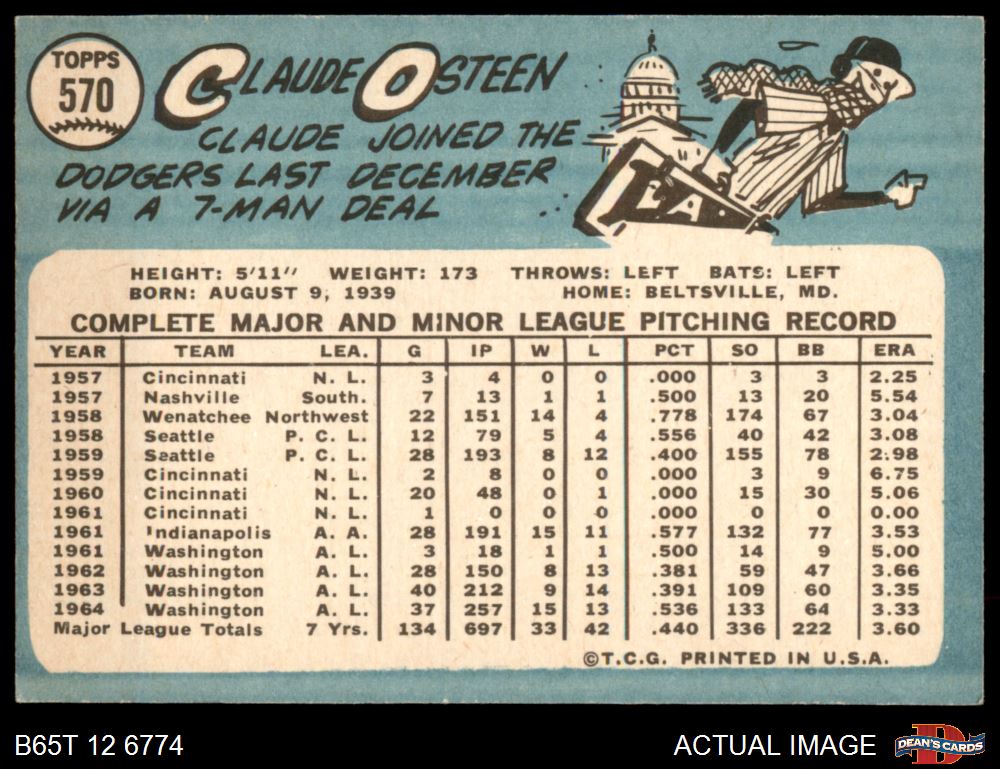 TOPPS
570
CLAUDE OSTEEN
CLAUDE JOINED THE
DODGERS LAST DECEMBER
VIA A 7-MAN DEAL
L.A.
HEIGHT: 5'11" WEIGHT: 173 THROWS: LEFT BATS: LEFT
BORN: AUGUST 9, 1939 HOME: BELTSVILLE, MD.
COMPLETE MAJOR AND MINOR LEAGUE PITCHING RECORD
YEAR TEAM LEA. G IP W L PCT SO BB ERA
1957 Cincinnati N. L. 3 4 0 0 .000 3 3 2.25
1957 Nashville South. 7 13 1 1 .500 13 20 5.54
1958 Wenatchee Northwest 22 151 14 4 .778 174 67 3.04
1958 Seattle P. C. L. 12 79 5 4 .556 40 42 3.08
1959 Seattle P. C. L. 28 193 8 12 .400 155 78 2.98
1959 Cincinnati N. L. 2 8 0 0 .000 3 9 6.75
1960 Cincinnati N. L. 20 48 0 1 .000 15 30 5.06
1961 Cincinnati N. L. 1 0 0 0 .000 0 0 0.00
1961 Indianapolis A. A. 28 191 15 11 .577 132 77 3.53
1961 Washington A. L. 3 18 1 1 .500 14 9 5.00
1962 Washington A. L. 28 150 8 13 .381 59 47 3.66
1963 Washington A. L. 40 212 9 14 .391 109 60 3.35
1964 Washington A. L. 37 257 15 13 .536 133 64 3.33
Major League Totals 7 Yrs. 134 697 33 42 .440 336 222 3.60
©T.C.G. PRINTED IN U.S.A.
B65T 12 6774 ACTUAL IMAGE
D
DEAN'S CARDS